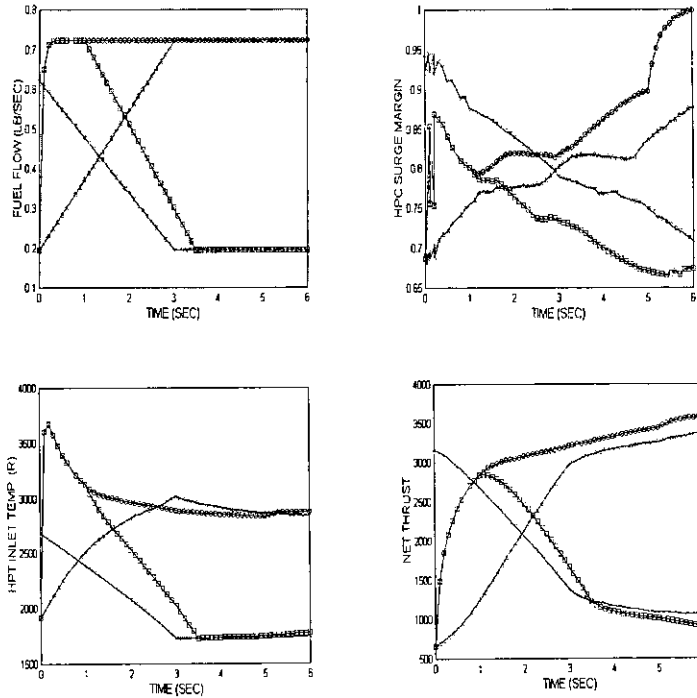 0.8
0.7
0.6
0.5
0.4
0.3
0.2
0.1
FUEL FLOW (LB/SEC)
0 1 2 3 4 5 6
TIME (SEC)
1
0.95
0.9
0.85
0.8
0.75
0.7
0.65
HPC SURGE MARGIN
0 1 2 3 4 5 6
TIME (SEC)
4000
3500
3000
2500
2000
1500
HPT INLET TEMP (R)
0 1 2 3 4 5 6
TIME (SEC)
4500
4000
3500
3000
2500
2000
1500
1000
500
NET THRUST
0 1 2 3 4 5
TIME (SEC)